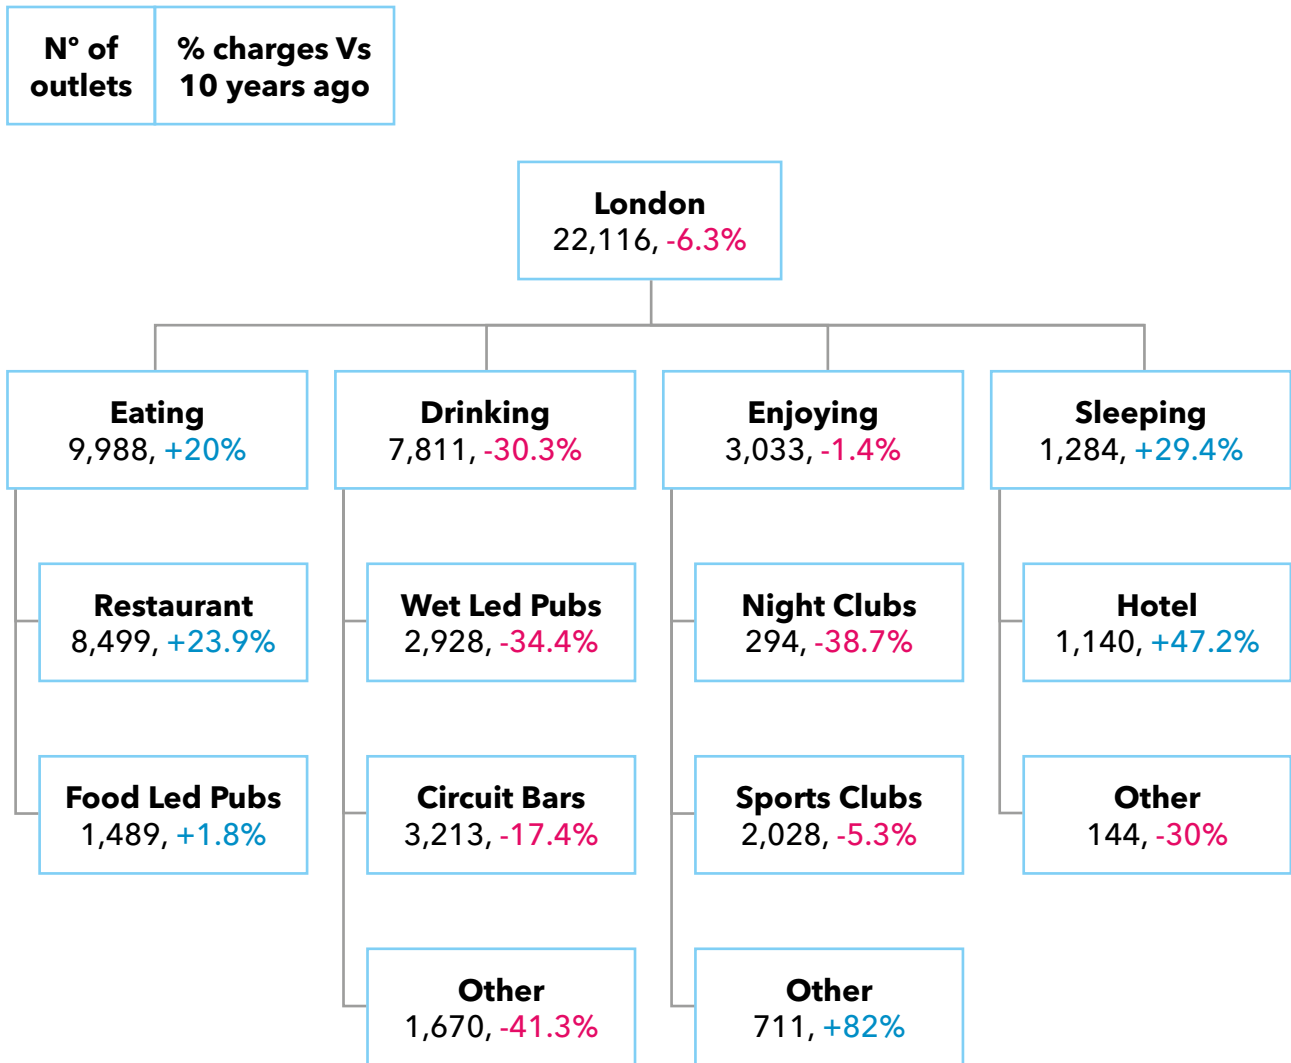 Nº of
outlets
% charges Vs
10 years ago
London
22,116, -6.3%
Eating
9,988, +20%
Drinking
7,811, -30.3%
Enjoying
3,033, -1.4%
Sleeping
1,284, +29.4%
Restaurant
8,499, +23.9%
Wet Led Pubs
2,928, -34.4%
Night Clubs
294, -38.7%
Hotel
1,140, +47.2%
Food Led Pubs
1,489, +1.8%
Circuit Bars
3,213, -17.4%
Sports Clubs
2,028, -5.3%
Other
144, -30%
Other
1,670, -41.3%
Other
711, +82%